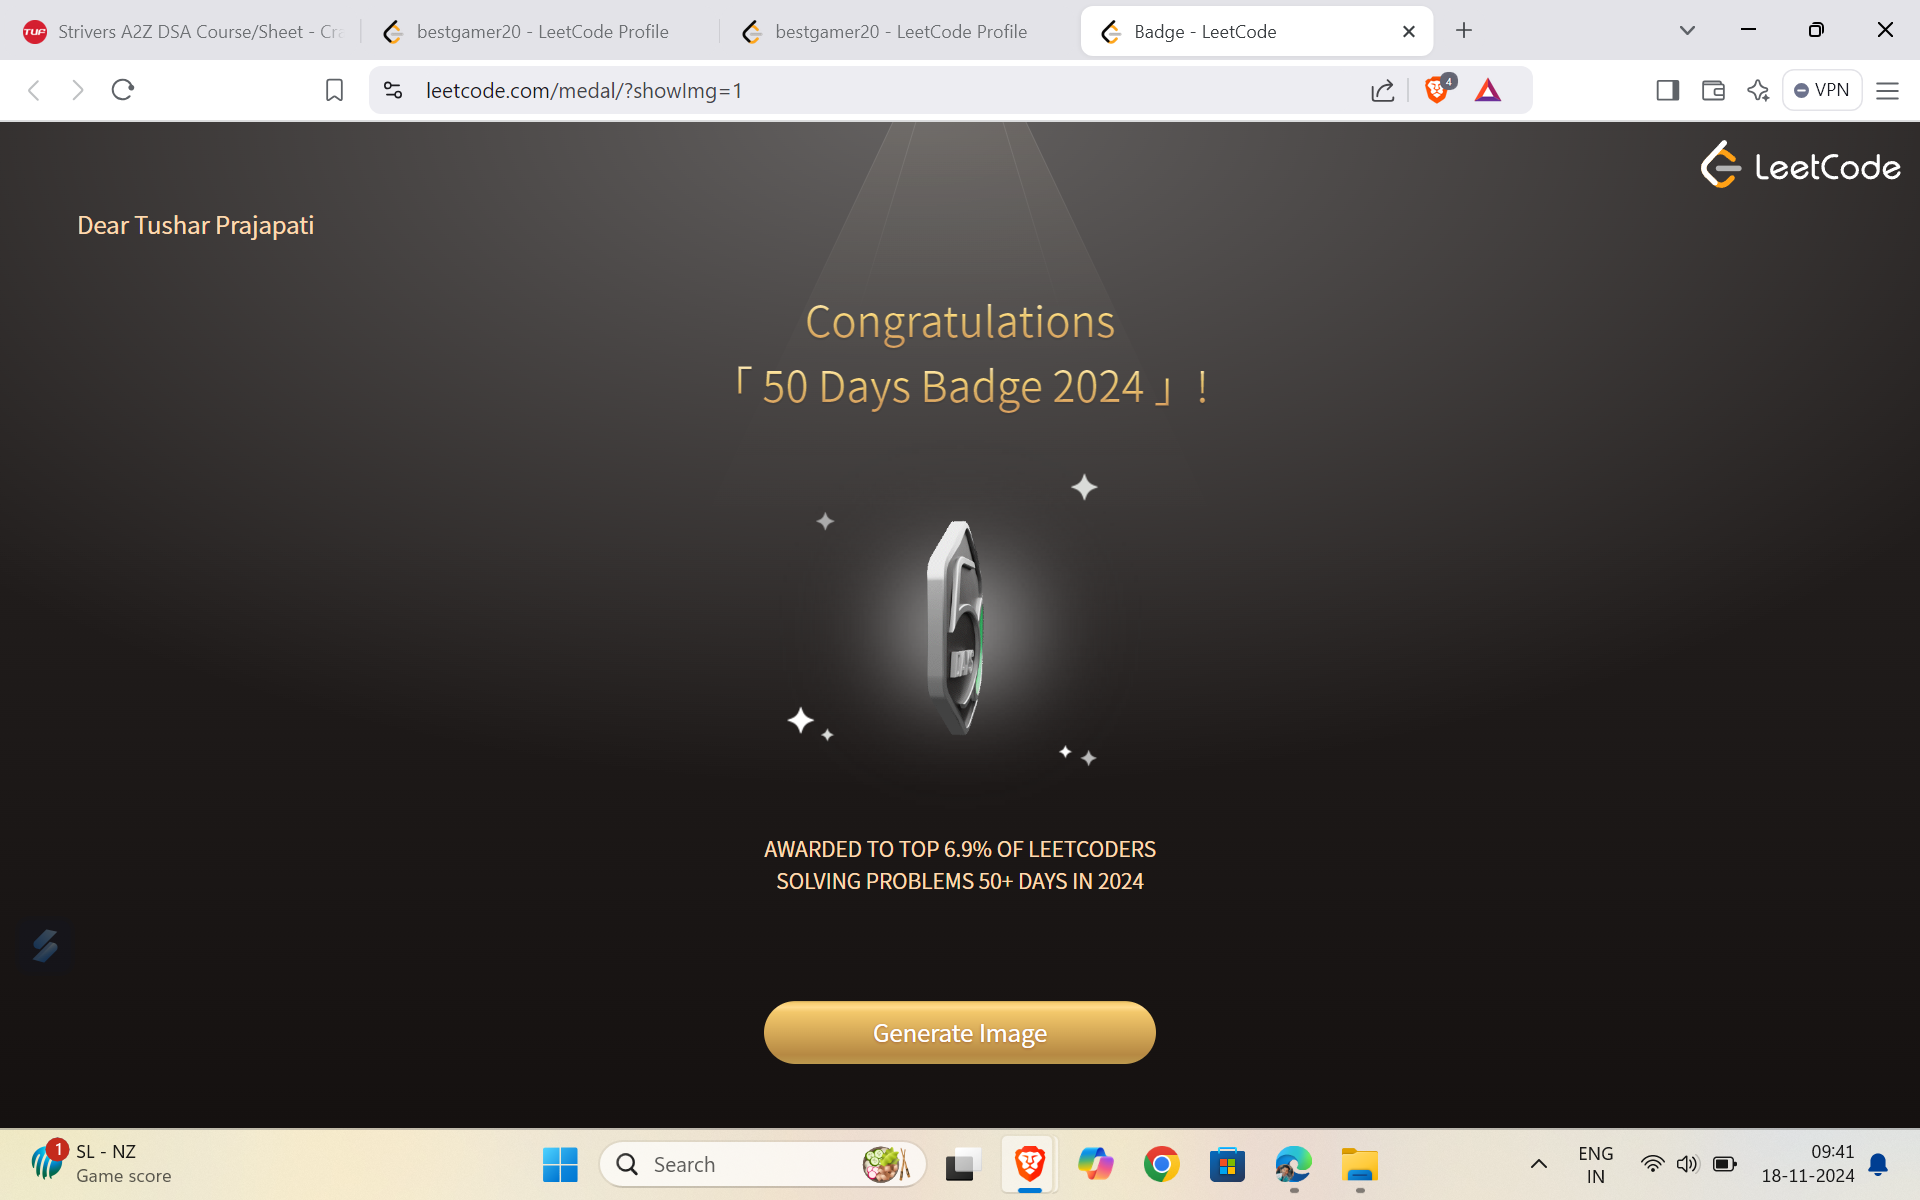 Strivers A2Z DSA Course/Sheet - Cra
bestgamer20 - LeetCode Profile
bestgamer20 - LeetCode Profile
Badge - LeetCode
leetcode.com/medal/?showImg=1
4
VPN
LeetCode
Dear Tushar Prajapati
Congratulations
「 50 Days Badge 2024 」 !
AWARDED TO TOP 6.9% OF LEETCODERS
SOLVING PROBLEMS 50+ DAYS IN 2024
Generate Image
1
SL - NZ
Game score
Search
ENG
IN
09:41
18-11-2024